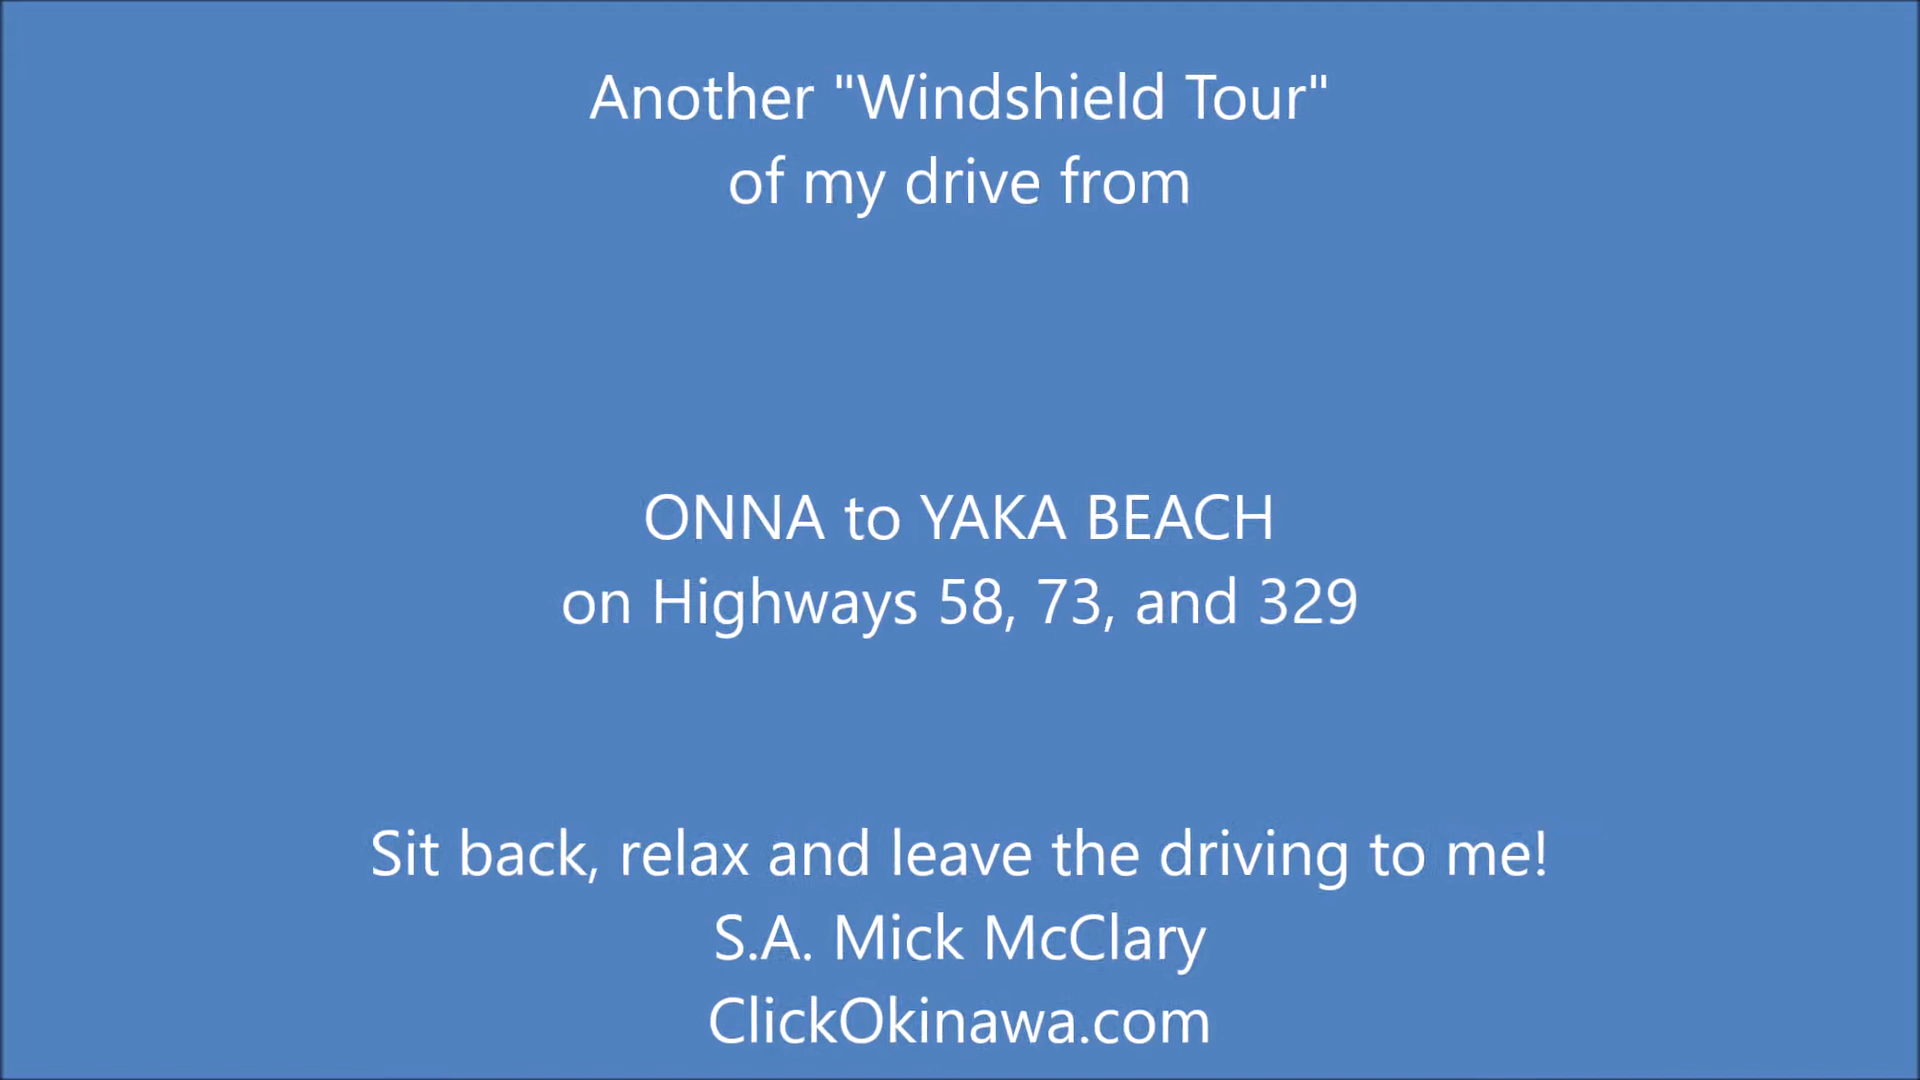 Another "Windshield Tour"
of my drive from
ONNA to YAKA BEACH
on Highways 58, 73, and 329
Sit back, relax and leave the driving to me!
S.A. Mick McClary
ClickOkinawa.com